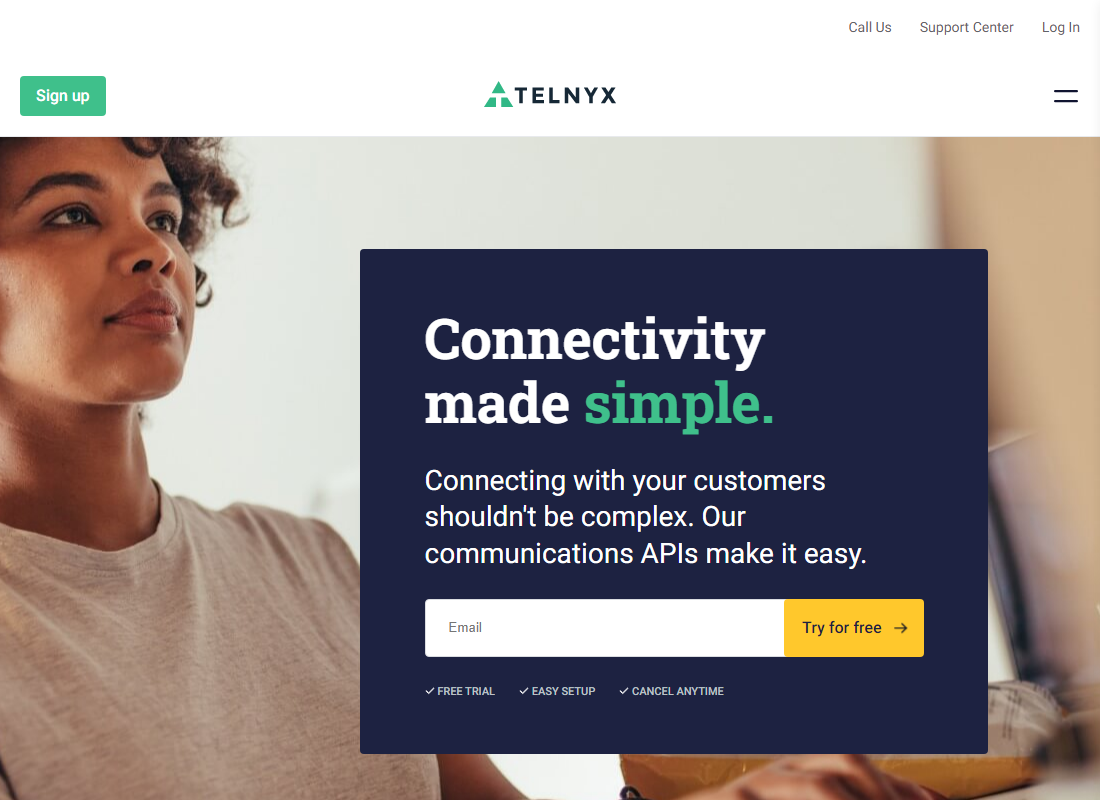 Call Us Support Center Log In
Sign up
TELNYX
Connectivity
made simple.
Connecting with your customers
shouldn't be complex. Our
communications APIs make it easy.
Email
Try for free
FREE TRIAL EASY SETUP CANCEL ANYTIME